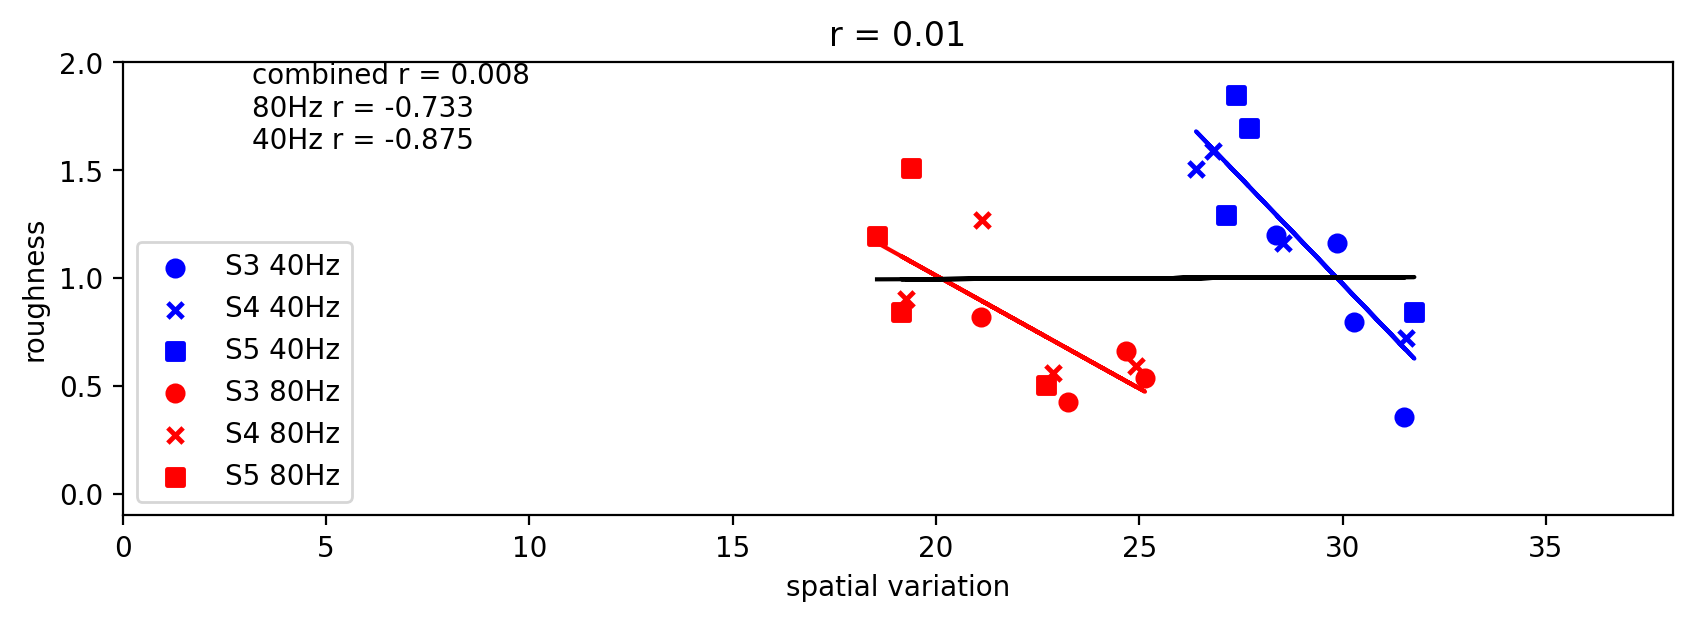 r = 0.01
combined r = 0.008
80Hz r = -0.733
40Hz r = -0.875
2.0
1.5
1.0
0.5
0.0
roughness
S3 40Hz
S4 40Hz
S5 40Hz
S3 80Hz
S4 80Hz
S5 80Hz
0 5 10 15 20 25 30 35
spatial variation